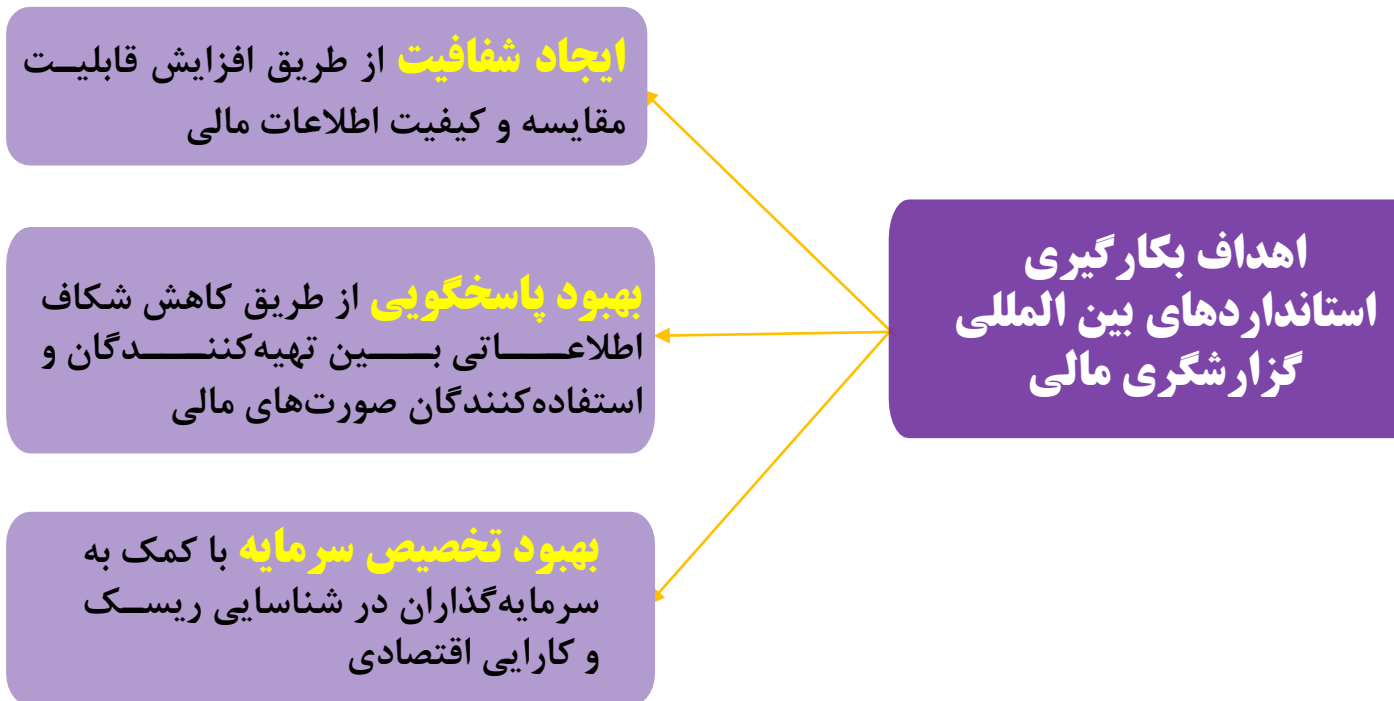 اهداف بکارگیری
استانداردهای بین المللی
گزارشگری مالی
ایجاد شفافیت از طریق افزایش قابلیت
مقایسه و کیفیت اطلاعات مالی
بهبود پاسخگویی از طریق کاهش شکاف
اطلاعاتی بین تهیه‌کنندگان و
استفاده‌کنندگان صورت‌های مالی
بهبود تخصیص سرمایه با کمک به
سرمایه‌گذاران در شناسایی ریسک
و کارایی اقتصادی